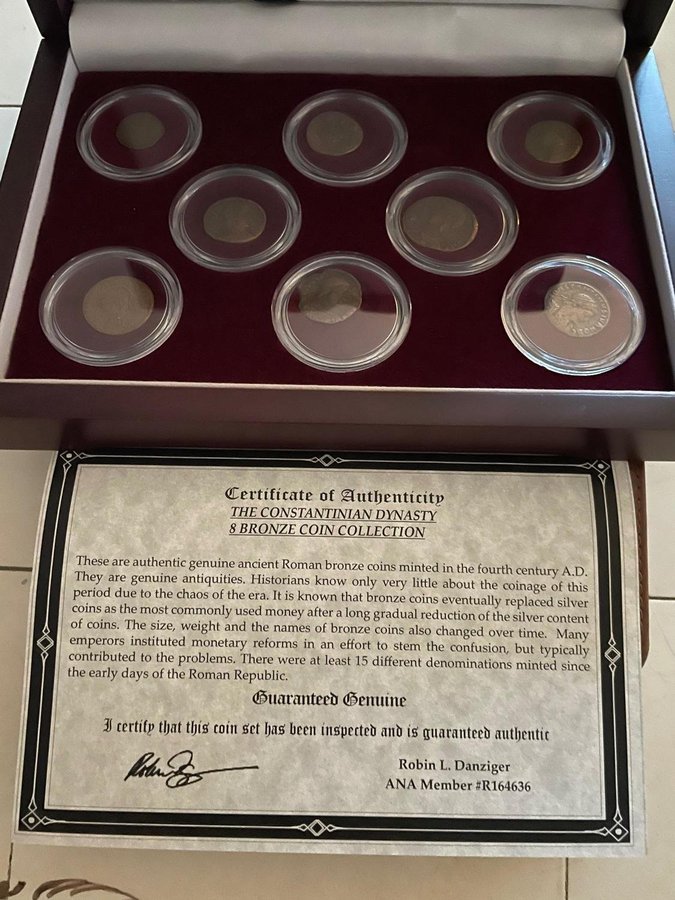 Certificate of Authenticity
THE CONSTANTINIAN DYNASTY
8 BRONZE COIN COLLECTION
These are authentic genuine ancient Roman bronze coins minted in the fourth century A.D.
They are genuine antiquities. Historians know only very little about the coinage of this
period due to the chaos of the era. It is known that bronze coins eventually replaced silver
coins as the most commonly used money after a long gradual reduction of the silver content
of coins. The size, weight and the names of bronze coins also changed over time. Many
emperors instituted monetary reforms in an effort to stem the confusion, but typically
contributed to the problems. There were at least 15 different denominations minted since
the early days of the Roman Republic.
Guaranteed Genuine
I certify that this coin set has been inspected and is guaranteed authentic
Robin L. Danziger
ANA Member #R164636